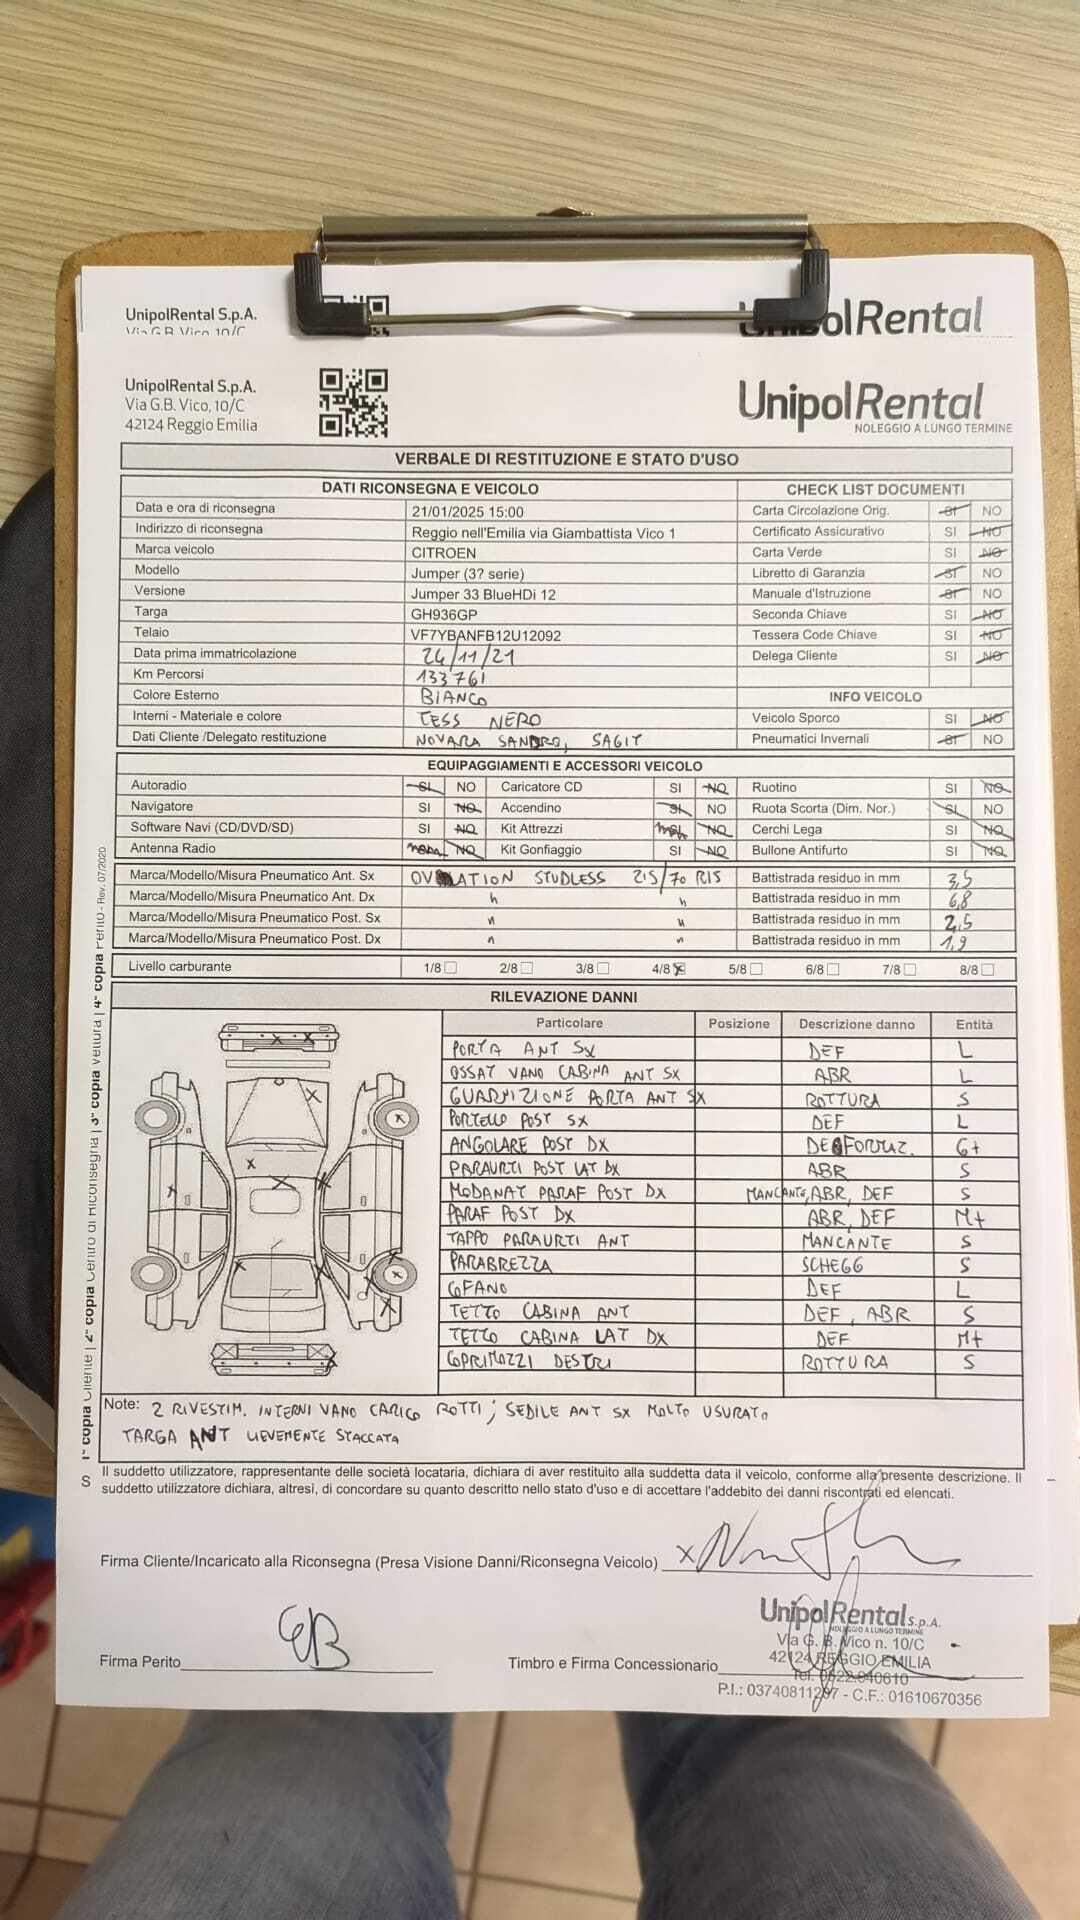 UnipolRental S.p.A.
Via G.B. Vico, 10/C
UnipolRental
UnipolRental S.p.A.
Via G.B. Vico, 10/C
42124 Reggio Emilia
UnipolRental
NOLEGGIO A LUNGO TERMINE
VERBALE DI RESTITUZIONE E STATO D'USO
DATI RICONSEGNA E VEICOLO CHECK LIST DOCUMENTI
Data e ora di riconsegna 21/01/2025 15:00 Carta Circolazione Orig. SI NO
Indirizzo di riconsegna Reggio nell'Emilia via Giambattista Vico 1 Certificato Assicurativo SI NO
Marca veicolo CITROEN Carta Verde SI NO
Modello Jumper (3? serie) Libretto di Garanzia SI NO
Versione Jumper 33 BlueHDi 12 Manuale d'Istruzione SI NO
Targa GH936GP Seconda Chiave SI NO
Telaio VF7YBANFB12U12092 Tessera Code Chiave SI NO
Data prima immatricolazione 24/11/21 Delega Cliente SI NO
Km Percorsi 133761
Colore Esterno BIANCO INFO VEICOLO
Interni - Materiale e colore TESS NERO Veicolo Sporco SI NO
Dati Cliente /Delegato restituzione NOVARA SANDRO, SAGIT Pneumatici Invernali SI NO
EQUIPAGGIAMENTI E ACCESSORI VEICOLO
Autoradio SI NO Caricatore CD SI NO Ruotino SI NO
Navigatore SI NO Accendino SI NO Ruota Scorta (Dim. Nor.) SI NO
Software Navi (CD/DVD/SD) SI NO Kit Attrezzi SI NO Cerchi Lega SI NO
Antenna Radio NO Kit Gonfiaggio SI NO Bullone Antifurto SI NO
Marca/Modello/Misura Pneumatico Ant. Sx OVATION STUDLESS 215/70 R15 Battistrada residuo in mm 3,5
Marca/Modello/Misura Pneumatico Ant. Dx " " Battistrada residuo in mm 6,8
Marca/Modello/Misura Pneumatico Post. Sx " " Battistrada residuo in mm 2,5
Marca/Modello/Misura Pneumatico Post. Dx " " Battistrada residuo in mm 1,9
Livello carburante 1/8 2/8 3/8 4/8 5/8 6/8 7/8 8/8
RILEVAZIONE DANNI
Particolare Posizione Descrizione danno Entità
PORTA ANT SX DEF L
OSSAT VANO CABINA ANT SX ABR L
GUARNIZIONE PORTA ANT SX ROTTURA S
PORTELLO POST SX DEF L
ANGOLARE POST DX DEFORMAZ. G+
PARAURTI POST LAT DX ABR S
MODANAT PARAF POST DX MANCANTE, ABR, DEF S
PARAF POST DX ABR, DEF M+
TAPPO PARAURTI ANT MANCANTE S
PARABREZZA SCHEGG S
COFANO DEF L
TETTO CABINA ANT DEF, ABR S
TETTO CABINA LAT DX DEF M+
COPRIMOZZI DESTRI ROTTURA S
Note: 2 RIVESTIM. INTERNI VANO CARICO ROTTI; SEDILE ANT SX MOLTO USURATO
TARGA ANT LIEVEMENTE STACCATA
S
1ª copia Cliente | 2ª copia Centro di Riconsegna | 3ª copia Vettura | 4ª copia Perito - Rev. 07/2020
Il suddetto utilizzatore, rappresentante delle società locataria, dichiara di aver restituito alla suddetta data il veicolo, conforme alla presente descrizione. Il
suddetto utilizzatore dichiara, altresì, di concordare su quanto descritto nello stato d'uso e di accettare l'addebito dei danni riscontrati ed elencati.
Firma Cliente/Incaricato alla Riconsegna (Presa Visione Danni/Riconsegna Veicolo) x
UnipolRental S.p.A.
NOLEGGIO A LUNGO TERMINE
Via G. B. Vico n. 10/C
42124 REGGIO EMILIA
Firma Perito Timbro e Firma Concessionario
Tel. 0522.940610
P.I.: 03740811207 - C.F.: 01610670356